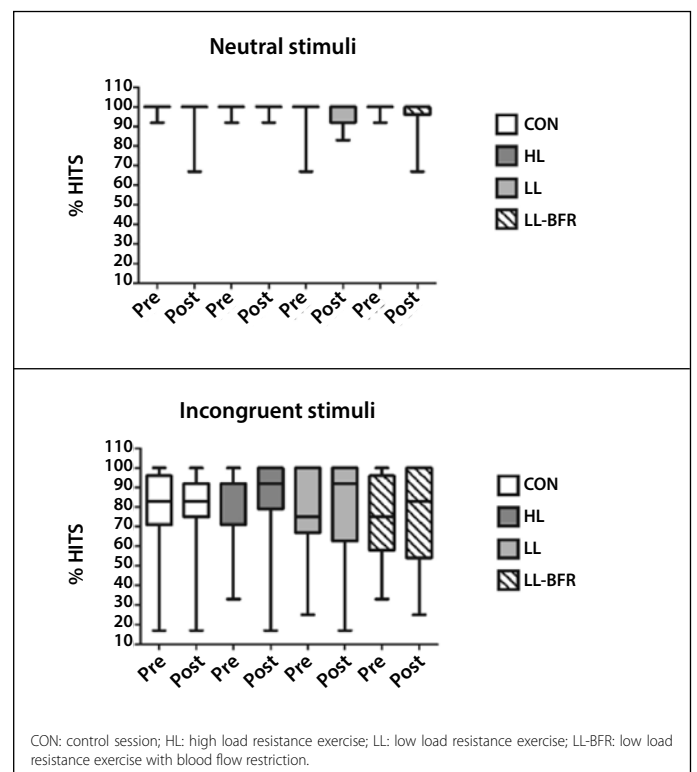 Neutral stimuli
110
100
90
80
70
60
50
40
30
20
10
% HITS
Pre Post Pre Post Pre Post Pre Post
CON
HL
LL
LL-BFR
Incongruent stimuli
110
100
90
80
70
60
50
40
30
20
10
% HITS
Pre Post Pre Post Pre Post Pre Post
CON
HL
LL
LL-BFR
CON: control session; HL: high load resistance exercise; LL: low load resistance exercise; LL-BFR: low load
resistance exercise with blood flow restriction.